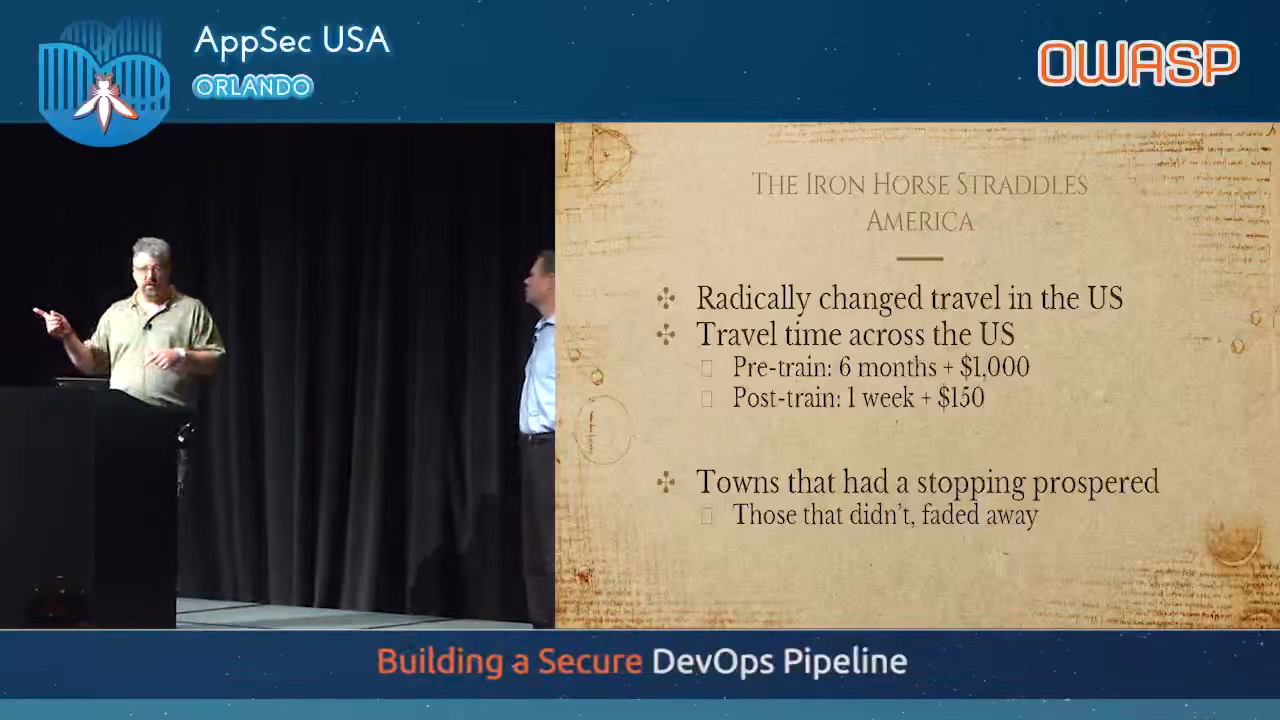 AppSec USA
ORLANDO
OWASP
THE IRON HORSE STRADDLES
AMERICA
Radically changed travel in the US
Travel time across the US
Pre-train: 6 months + $1,000
Post-train: 1 week + $150
Towns that had a stopping prospered
Those that didn't, faded away
Building a Secure DevOps Pipeline